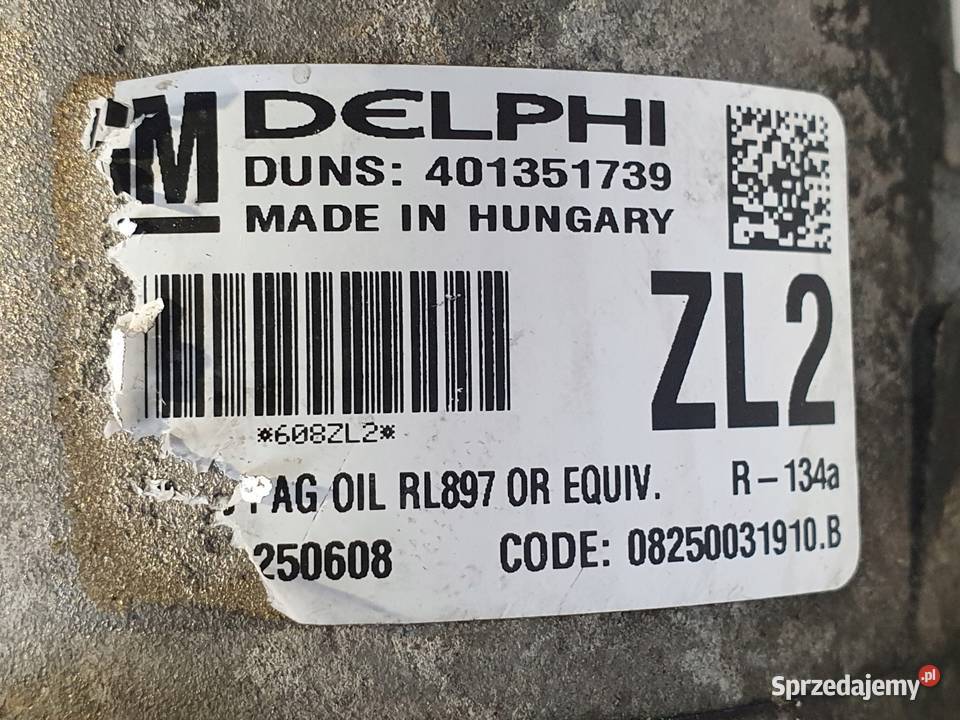 GM DELPHI
DUNS: 401351739
MADE IN HUNGARY
ZL2
*608ZL2*
PAG OIL RL897 OR EQUIV. R-134a
250608 CODE: 08250031910.B
Sprzedajemy.pl